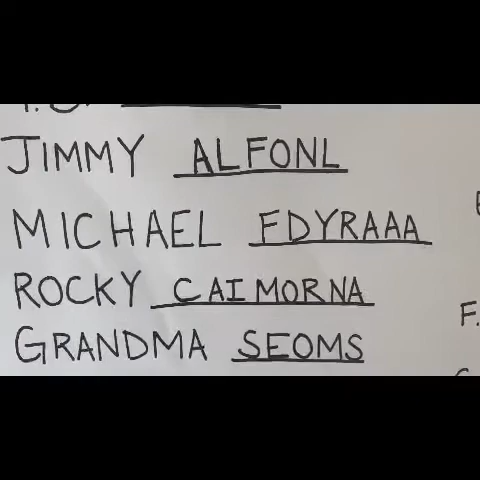 JIMMY ALFONL
MICHAEL FDYRAAA
ROCKY CAIMORNA
GRANDMA SEOMS
F.